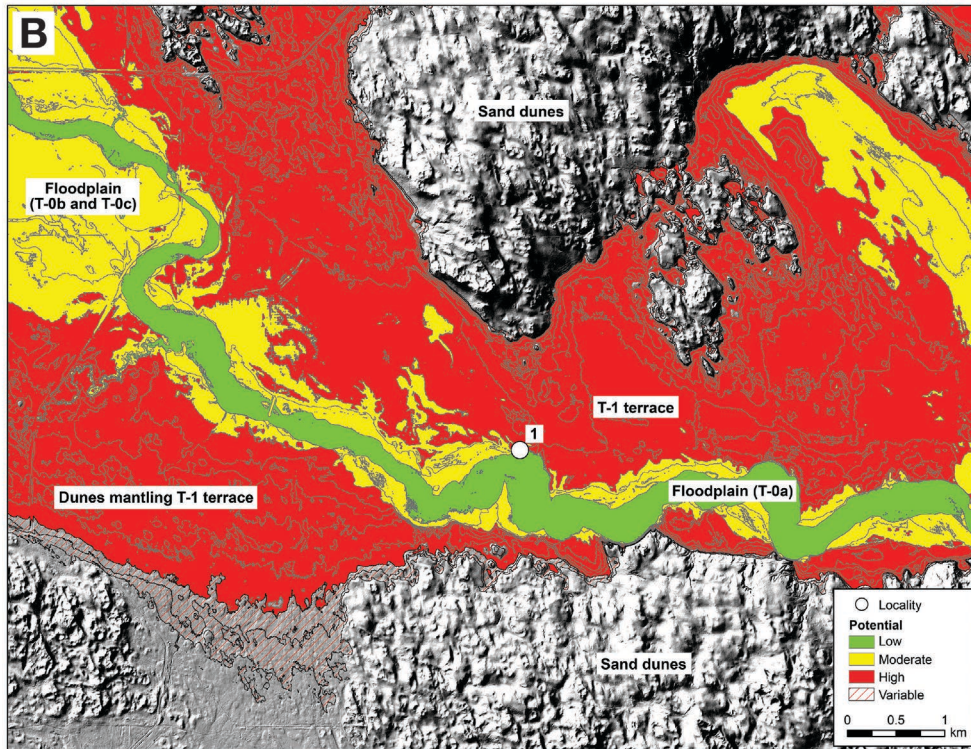 B
Sand dunes
Floodplain
(T-0b and T-0c)
T-1 terrace
1
Dunes mantling T-1 terrace
Floodplain (T-0a)
Sand dunes
Locality
Potential
Low
Moderate
High
Variable
0 0.5 1
km